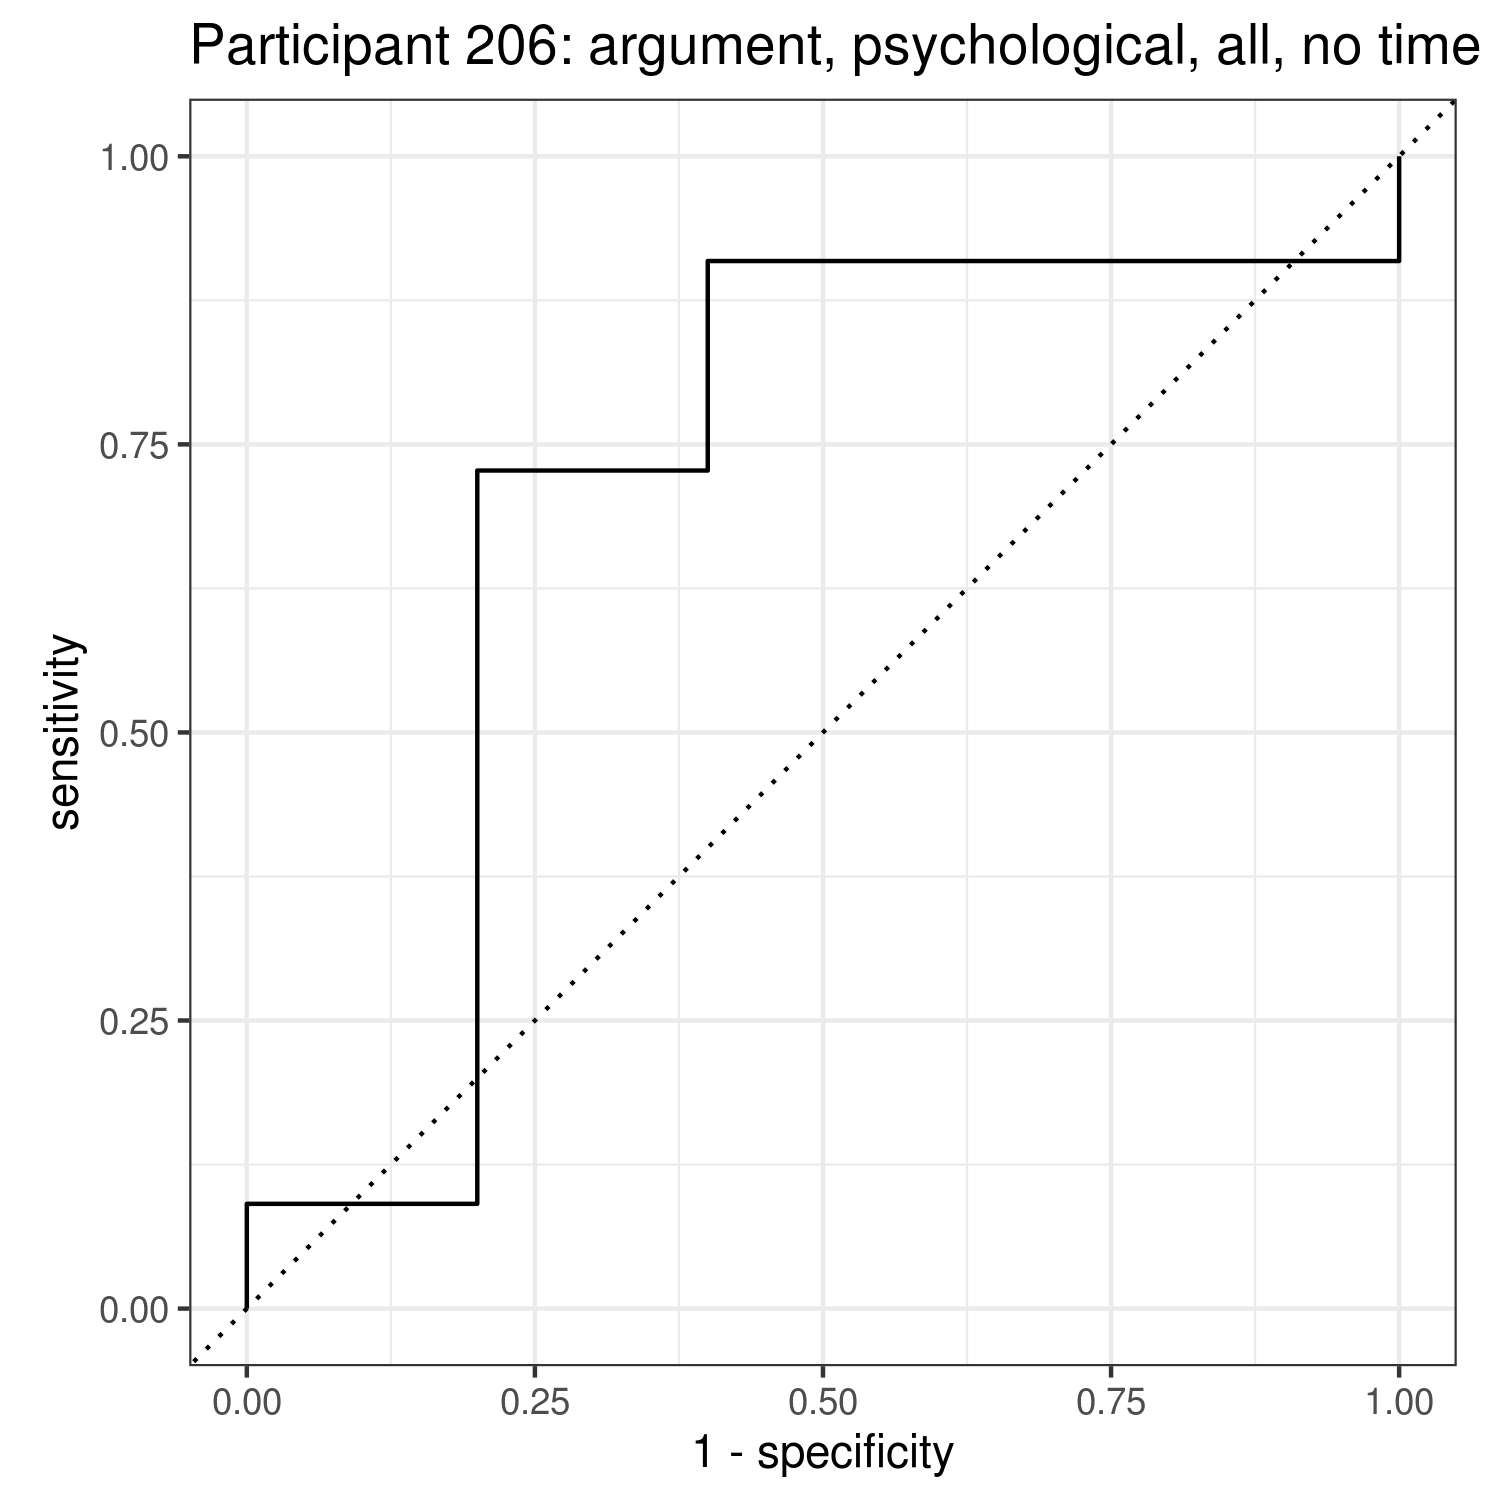 Participant 206: argument, psychological, all, no time
1.00
0.75
0.50
0.25
0.00
sensitivity
0.00 0.25 0.50 0.75 1.00
1 - specificity